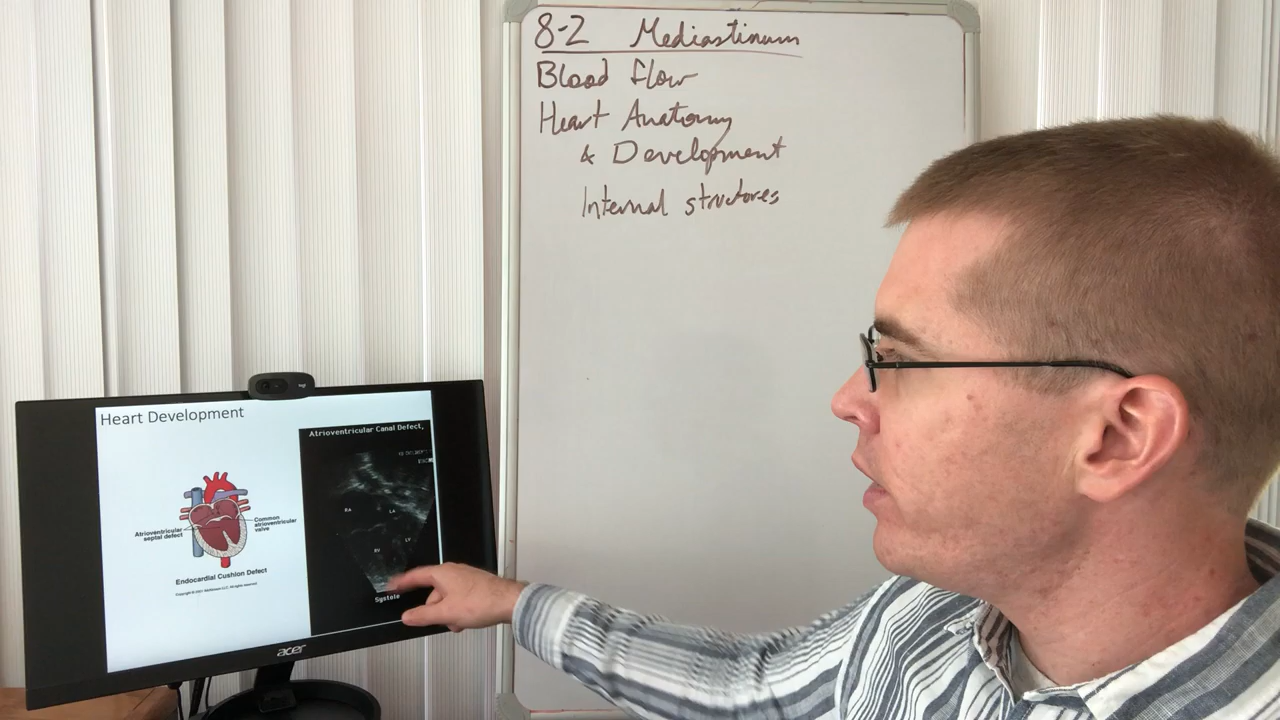 8-2 Mediastinum
Blood flow
Heart Anatomy
& Development
Internal structures
Heart Development
Atrioventricular Canal Defect,
RA
LA
RV
LV
Systole
Atrioventricular
septal defect
Common
atrioventricular
valve
Endocardial Cushion Defect
acer